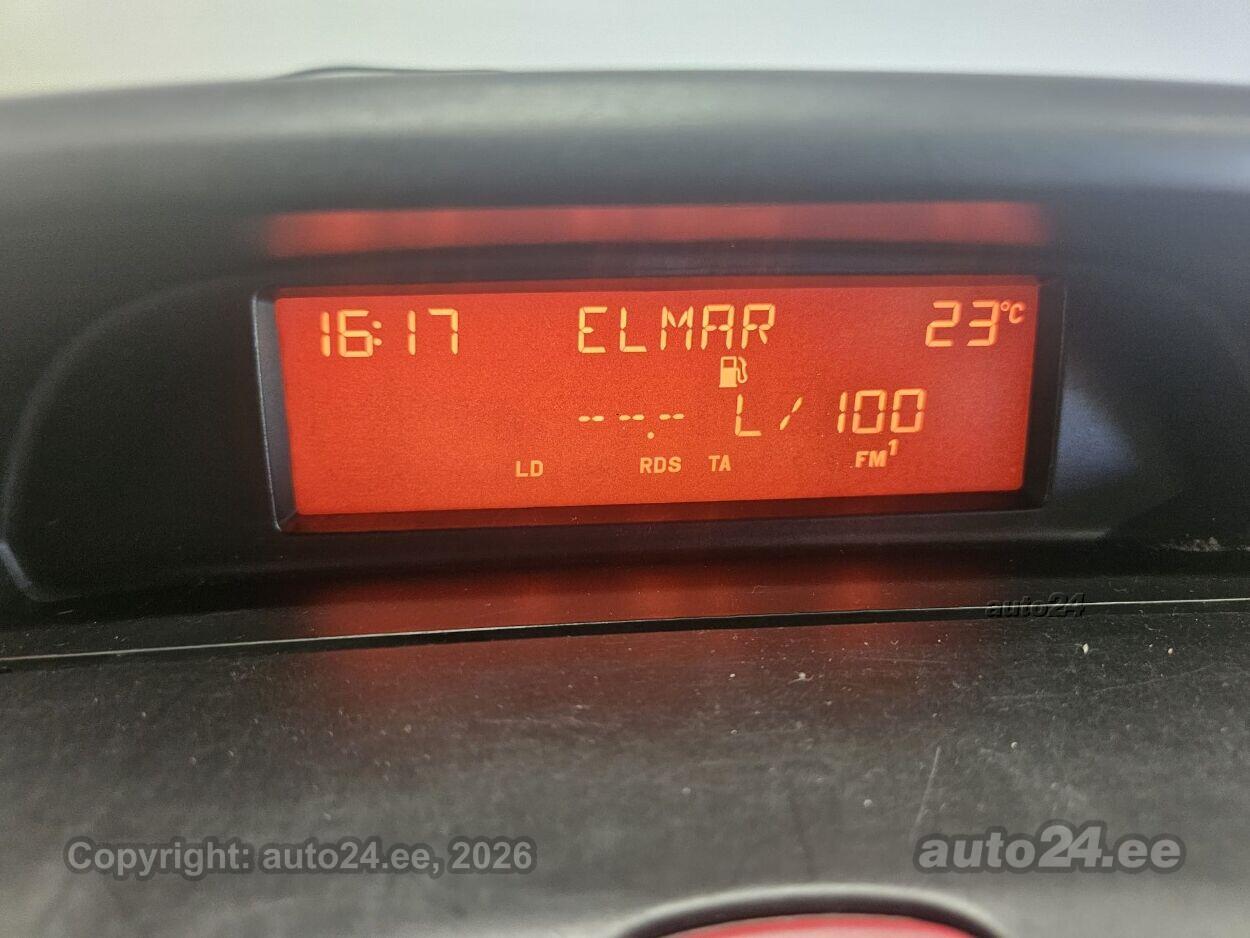 16:17 ELMAR 23°C
-- --.-- L/100
LD RDS TA FM1
auto24
Copyright: auto24.ee, 2026
auto24.ee